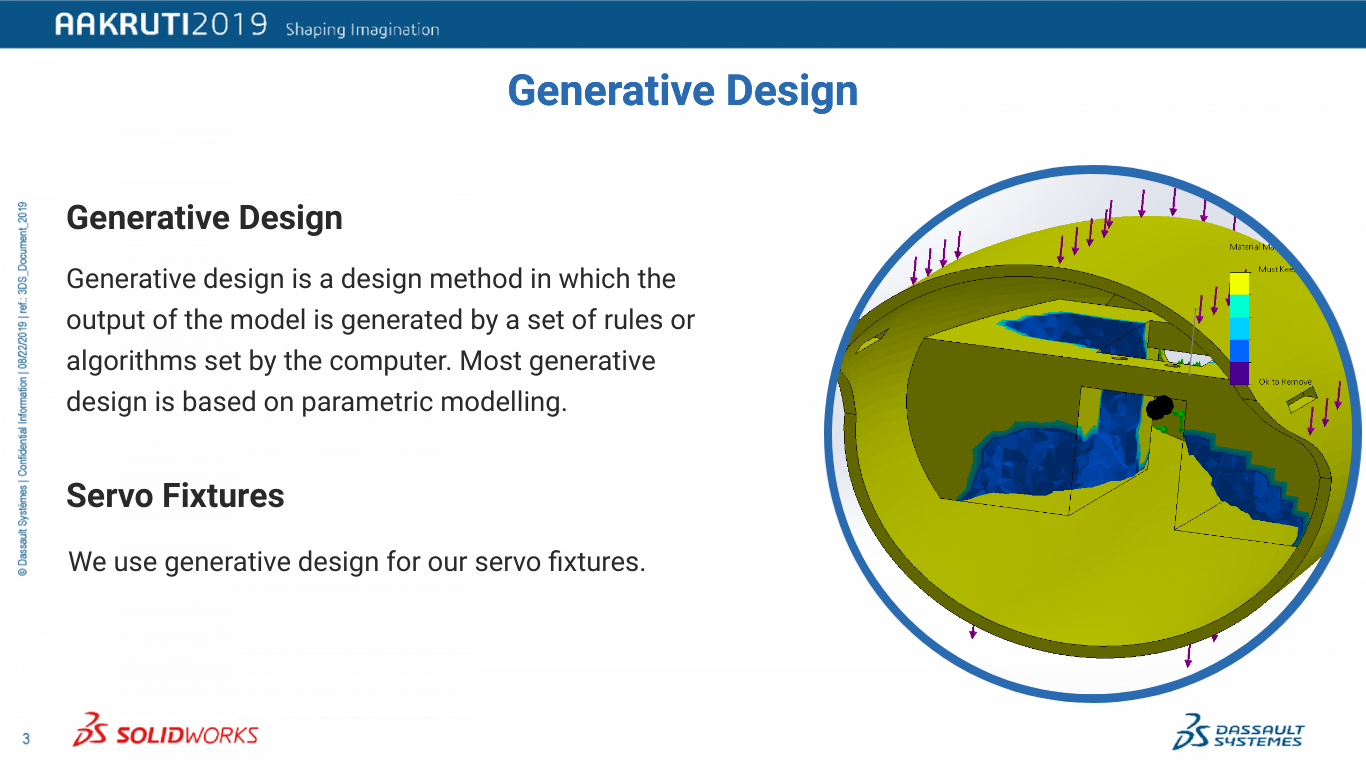 AAKRUTI2019 Shaping Imagination
Generative Design
Generative Design
Generative design is a design method in which the
output of the model is generated by a set of rules or
algorithms set by the computer. Most generative
design is based on parametric modelling.
Servo Fixtures
We use generative design for our servo fixtures.
Material
Must
Ok to Remove
© Dassault Systèmes | Confidential Information | 08/22/2019 | ref.: 3DS_Document_2019
3
SOLIDWORKS
DASSAULT
SYSTEMES